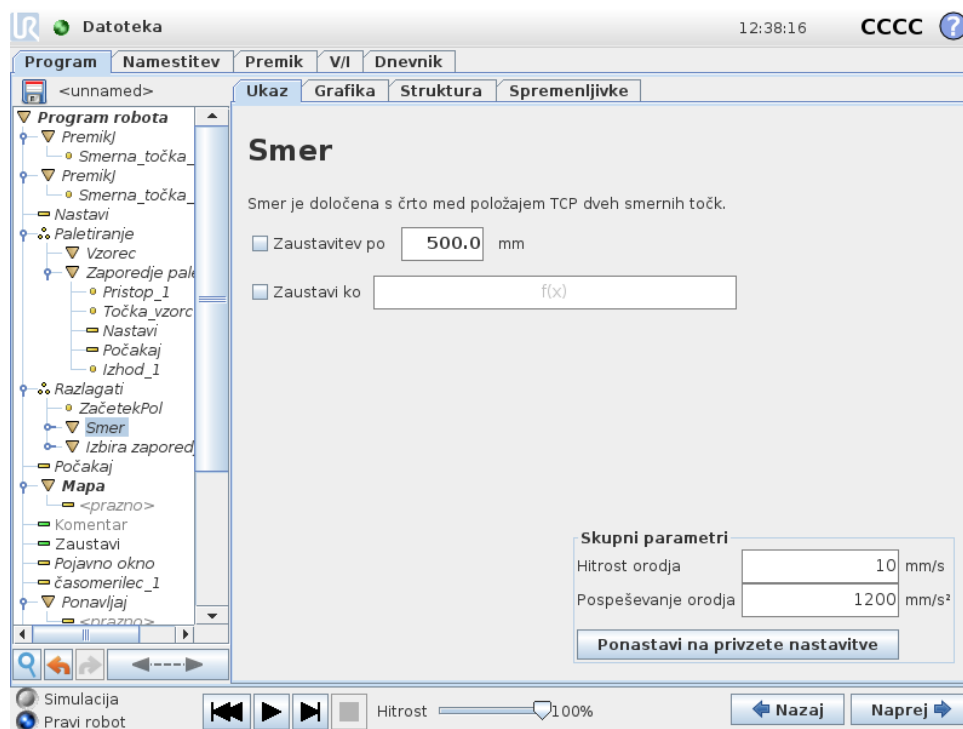 UR Datoteka 12:38:16 CCCC ?
Program Namestitev Premik V/I Dnevnik
<unnamed>
Ukaz Grafika Struktura Spremenljivke
Program robota
PremikJ
Smerna_točka_
PremikJ
Smerna_točka_
Nastavi
Paletiranje
Vzorec
Zaporedje pale
Pristop_1
Točka_vzorc
Nastavi
Počakaj
Izhod_1
Razlagati
ZačetekPol
Smer
Izbira zapored
Počakaj
Mapa
<prazno>
Komentar
Zaustavi
Pojavno okno
časomerilec_1
Ponavljaj
<prazno>
Smer
Smer je določena s črto med položajem TCP dveh smernih točk.
Zaustavitev po 500.0 mm
Zaustavi ko f(x)
Skupni parametri
Hitrost orodja 10 mm/s
Pospeševanje orodja 1200 mm/s²
Ponastavi na privzete nastavitve
Simulacija
Pravi robot
Hitrost 100%
Nazaj Naprej